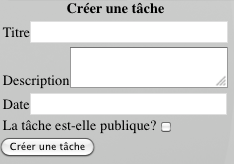 Créer une tâche
Titre
Description
Date
La tâche est-elle publique?
Créer une tâche